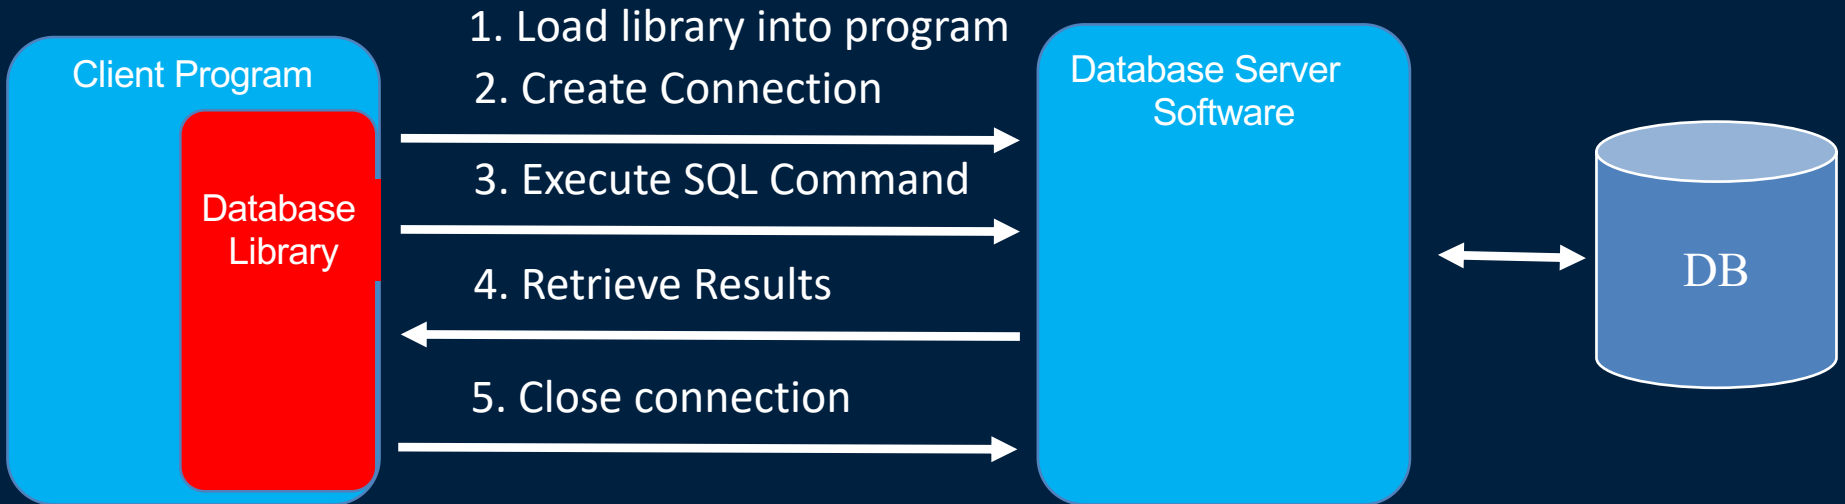 Client Program
Database
Library
1. Load library into program
2. Create Connection
3. Execute SQL Command
4. Retrieve Results
5. Close connection
Database Server
Software
DB